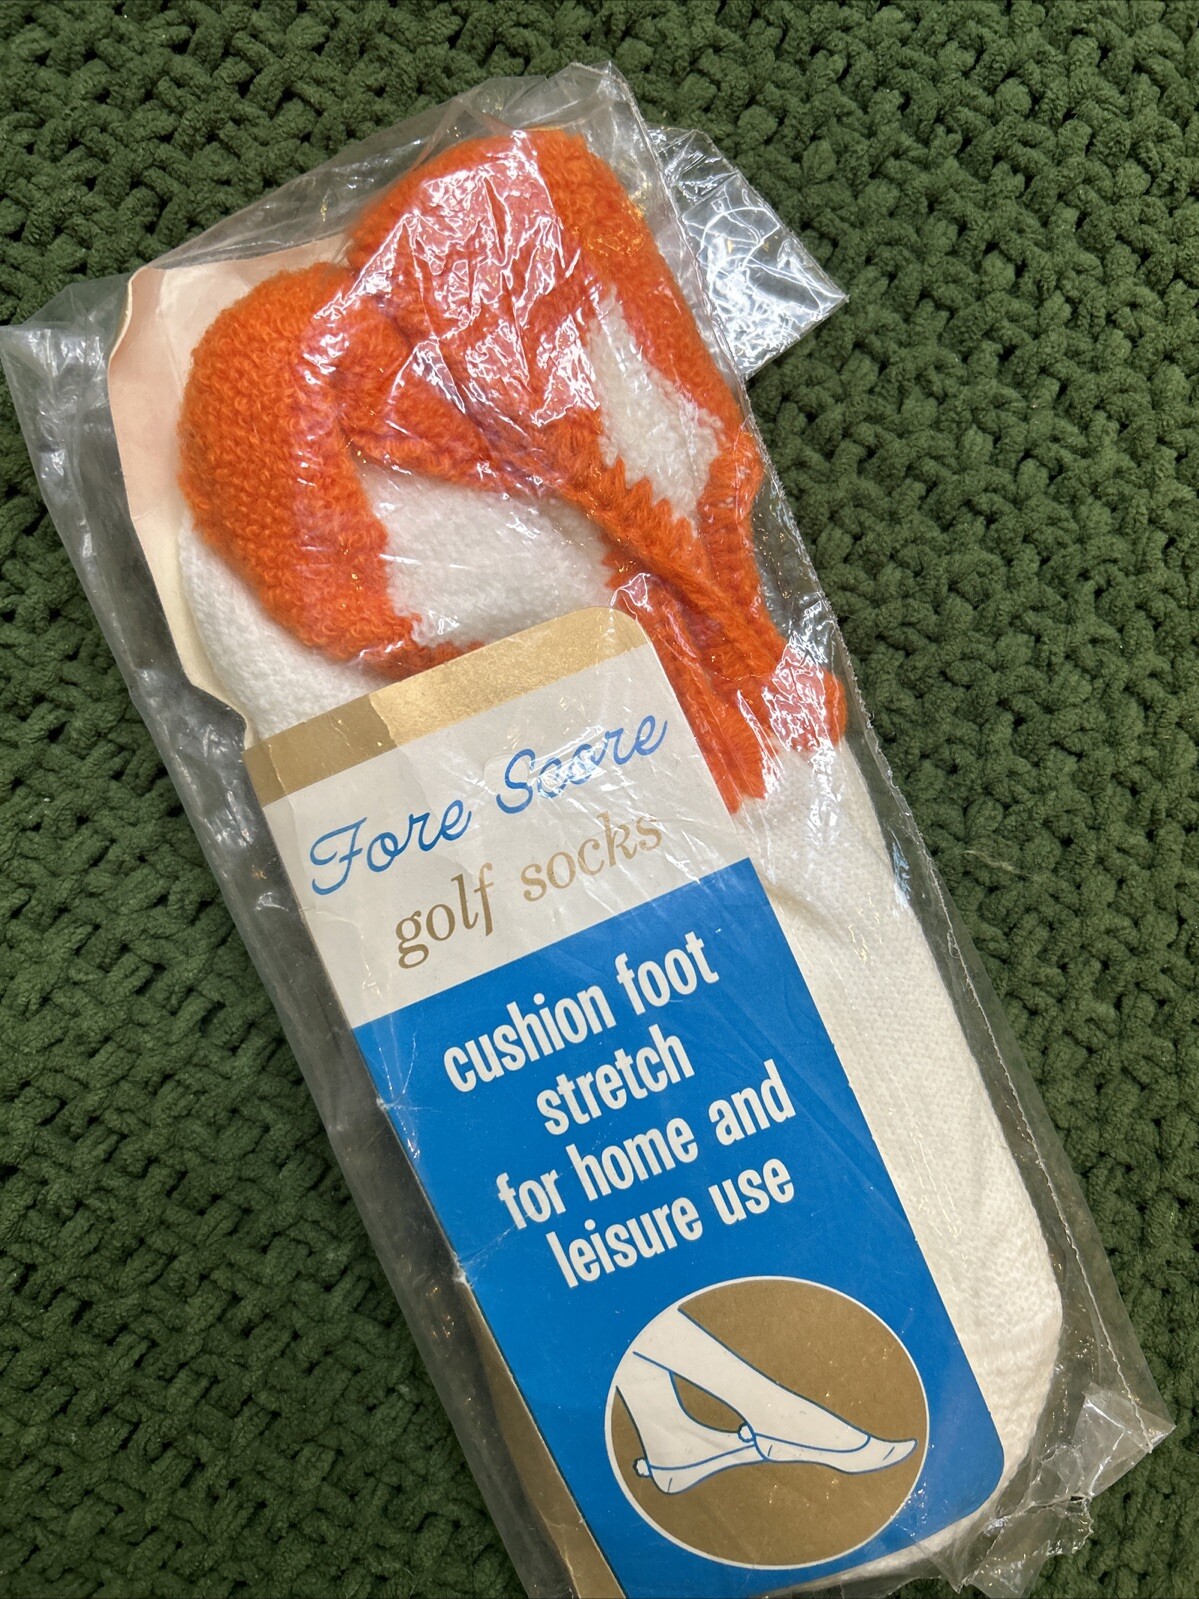 Fore Score
golf socks
cushion foot
stretch
for home and
leisure use